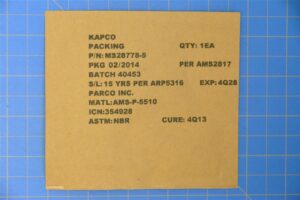 KAPCO
PACKING QTY: 1EA
P/N: MS28778-5
PKG 02/2014 PER AMS2817
BATCH 40453
S/L: 15 YRS PER ARP5316 EXP: 4Q28
PARCO INC.
MATL: AMS-P-5510
ICN: 354928
ASTM: NBR CURE: 4Q13